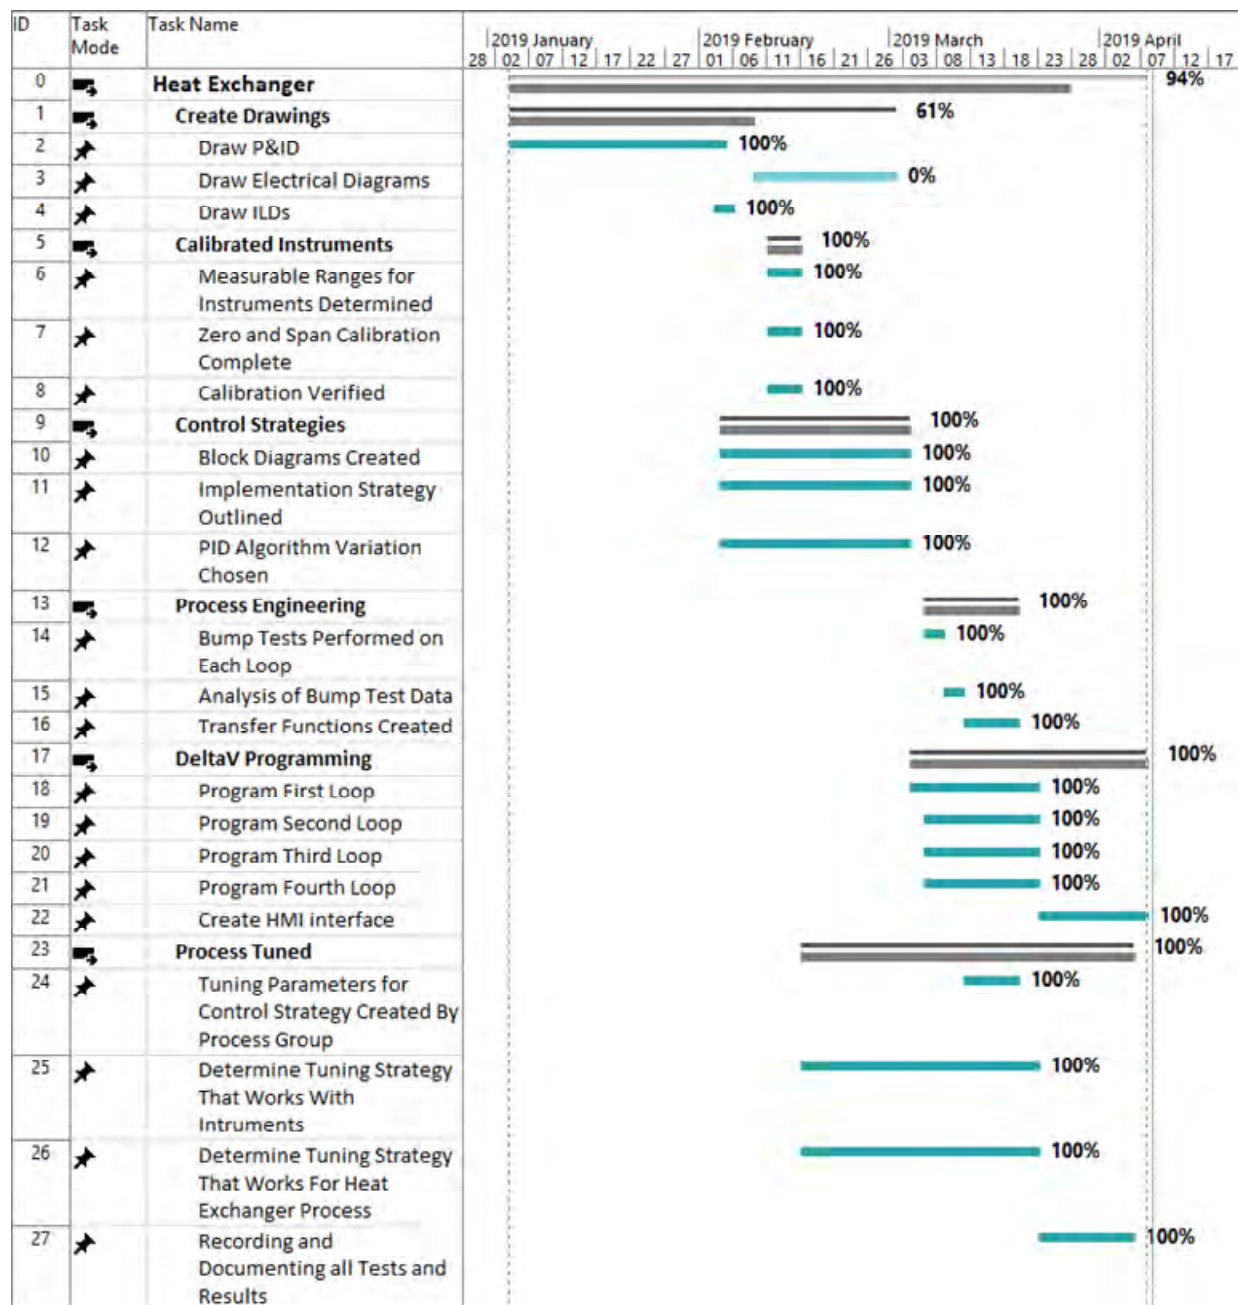 ID Task Mode Task Name
2019 January 2019 February 2019 March 2019 April
28 02 07 12 17 22 27 01 06 11 16 21 26 03 08 13 18 23 28 02 07 12 17
0 Heat Exchanger 94%
1 Create Drawings 61%
2 Draw P&ID 100%
3 Draw Electrical Diagrams 0%
4 Draw ILDs 100%
5 Calibrated Instruments 100%
6 Measurable Ranges for 100%
Instruments Determined
7 Zero and Span Calibration 100%
Complete
8 Calibration Verified 100%
9 Control Strategies 100%
10 Block Diagrams Created 100%
11 Implementation Strategy 100%
Outlined
12 PID Algorithm Variation 100%
Chosen
13 Process Engineering 100%
14 Bump Tests Performed on 100%
Each Loop
15 Analysis of Bump Test Data 100%
16 Transfer Functions Created 100%
17 DeltaV Programming 100%
18 Program First Loop 100%
19 Program Second Loop 100%
20 Program Third Loop 100%
21 Program Fourth Loop 100%
22 Create HMI interface 100%
23 Process Tuned 100%
24 Tuning Parameters for 100%
Control Strategy Created By
Process Group
25 Determine Tuning Strategy 100%
That Works With
Intruments
26 Determine Tuning Strategy 100%
That Works For Heat
Exchanger Process
27 Recording and 100%
Documenting all Tests and
Results